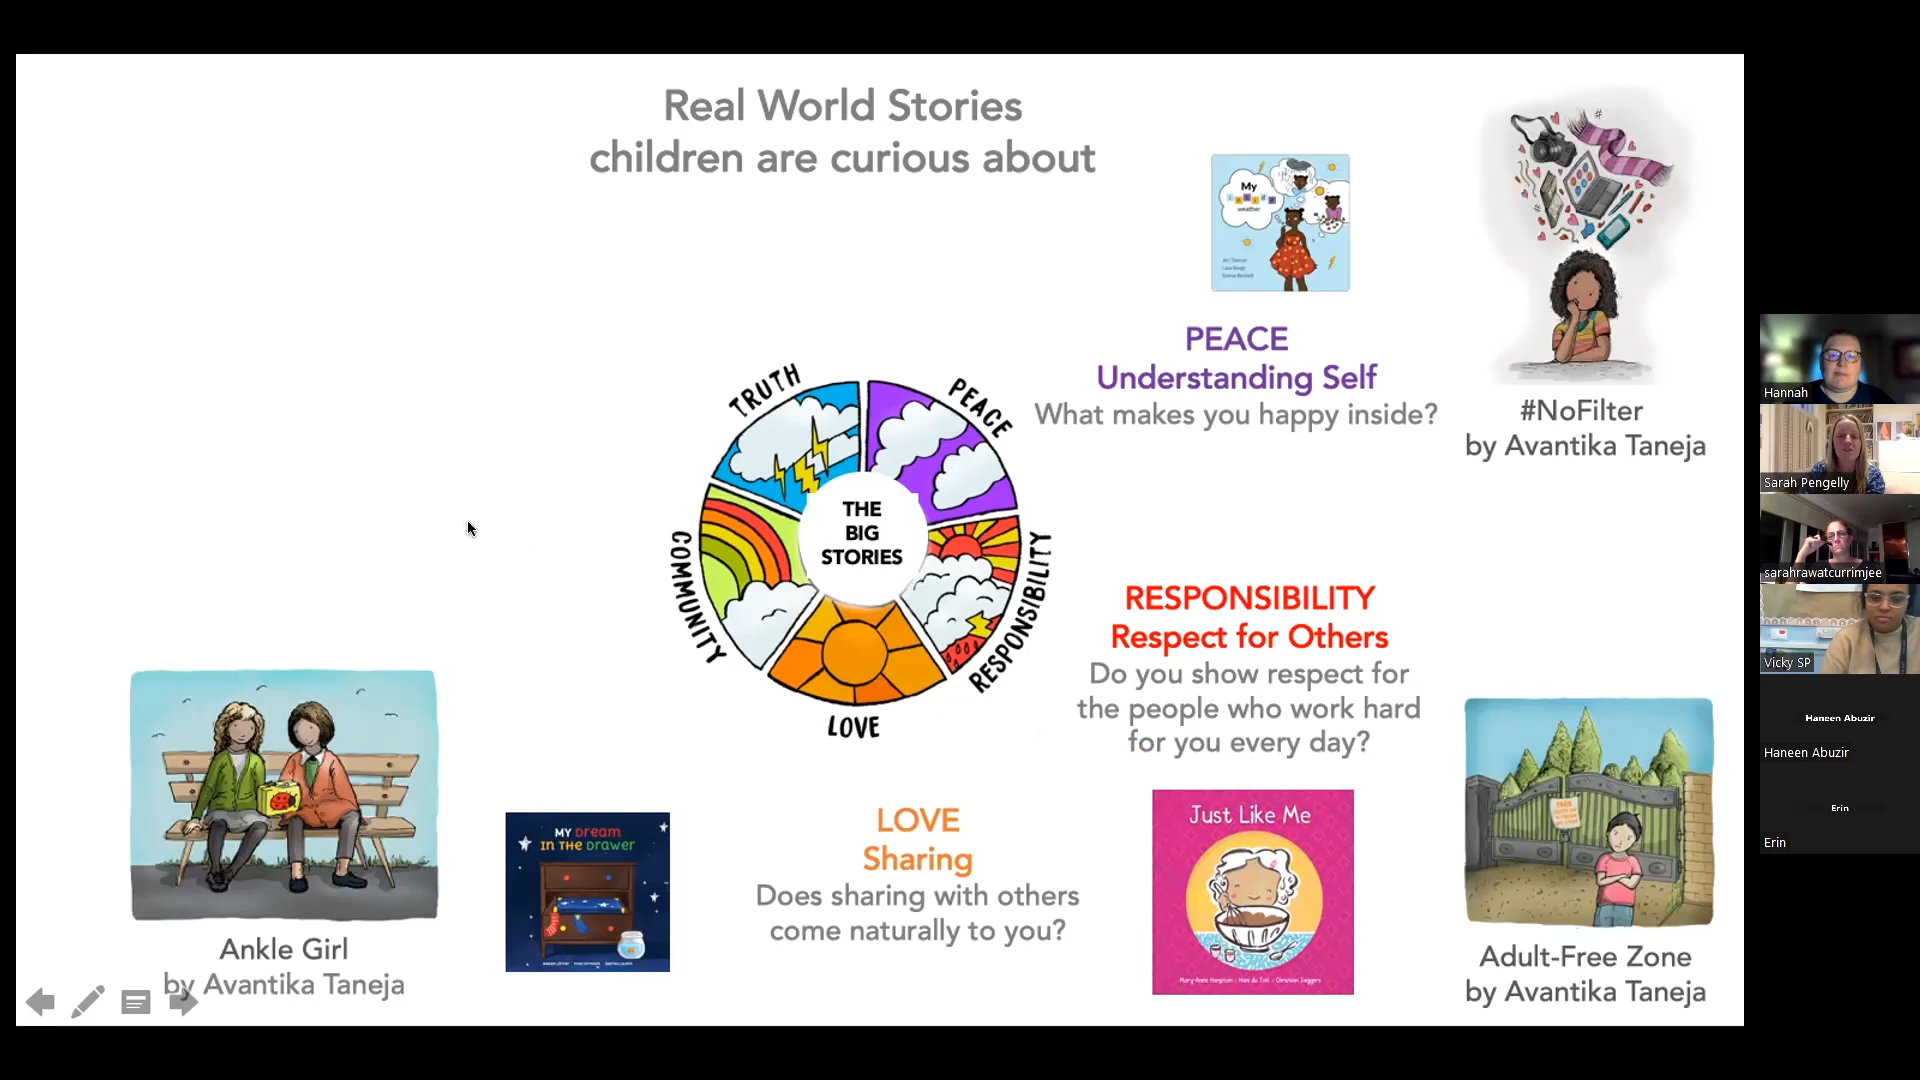 Real World Stories
children are curious about
My
inside
weather
PEACE
Understanding Self
What makes you happy inside?
#NoFilter
by Avantika Taneja
TRUTH
PEACE
COMMUNITY
RESPONSIBILITY
LOVE
THE
BIG
STORIES
RESPONSIBILITY
Respect for Others
Do you show respect for
the people who work hard
for you every day?
LOVE
Sharing
Does sharing with others
come naturally to you?
MY DREAM
IN THE DRAWER
Just Like Me
Ankle Girl
by Avantika Taneja
Adult-Free Zone
by Avantika Taneja
Hannah
Sarah Pengelly
sarahrawatcurrimjee
Vicky SP
Haneen Abuzir
Haneen Abuzir
Erin
Erin